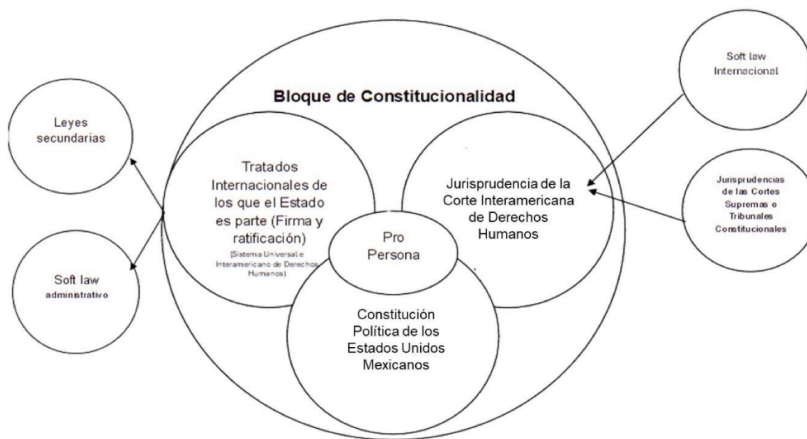 Bloque de Constitucionalidad
Soft law
Internacional
Leyes
secundarias
Tratados
Internacionales de
los que el Estado
es parte (Firma y
ratificación)
(Sistema Universal e
Interamericano de Derechos
Humanos)
Jurisprudencia de la
Corte Interamericana
de Derechos
Humanos
Jurisprudencias
de las Cortes
Supremas o
Tribunales
Constitucionales
Pro
Persona
Soft law
administrativo
Constitución
Política de los
Estados Unidos
Mexicanos